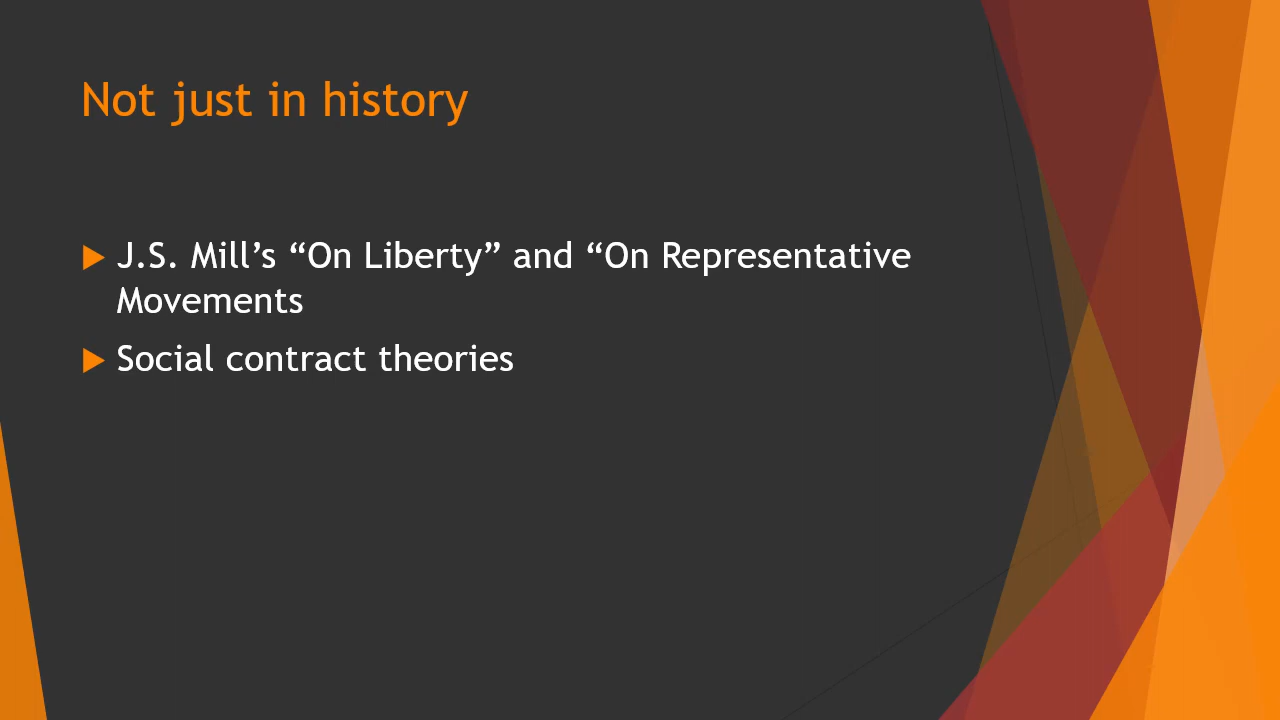 Not just in history
J.S. Mill’s “On Liberty” and “On Representative
Movements
Social contract theories